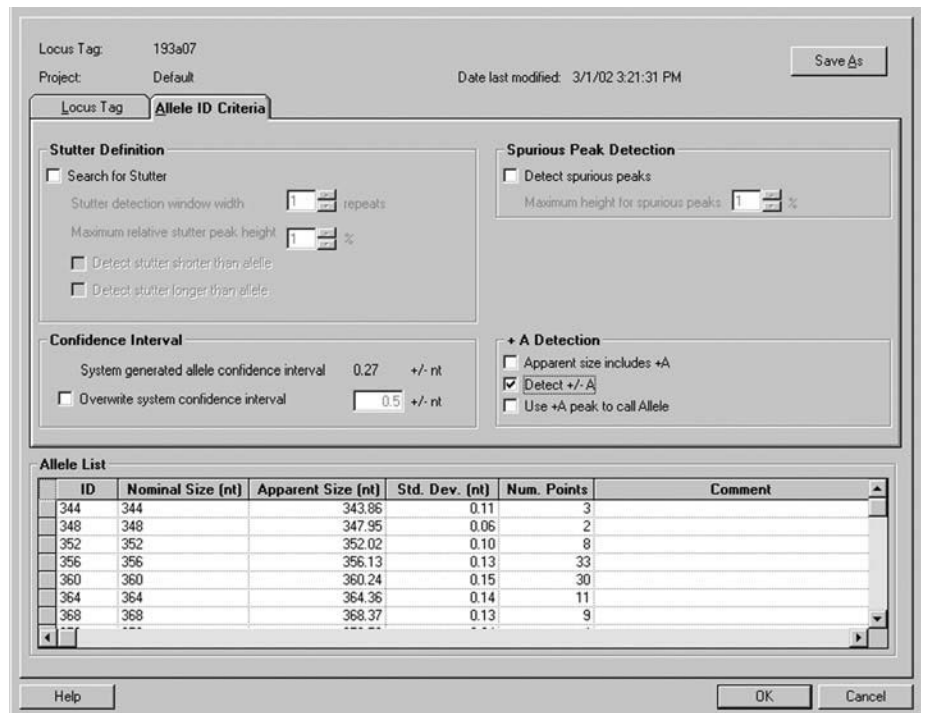 Locus Tag: 193a07
Save As
Project: Default Date last modified: 3/1/02 3:21:31 PM
Locus Tag Allele ID Criteria
Stutter Definition
Search for Stutter
Stutter detection window width 1 repeats
Maximum relative stutter peak height 1 %
Detect stutter shorter than allele
Detect stutter longer than allele
Spurious Peak Detection
Detect spurious peaks
Maximum height for spurious peaks 1 %
Confidence Interval
System generated allele confidence interval 0.27 +/- nt
Overwrite system confidence interval 0.5 +/- nt
+ A Detection
Apparent size includes +A
Detect +/- A
Use +A peak to call Allele
Allele List
ID Nominal Size (nt) Apparent Size (nt) Std. Dev. (nt) Num. Points Comment
344 344 343.86 0.11 3
348 348 347.95 0.06 2
352 352 352.02 0.10 8
356 356 356.13 0.13 33
360 360 360.24 0.15 30
364 364 364.36 0.14 11
368 368 368.37 0.13 9
Help OK Cancel